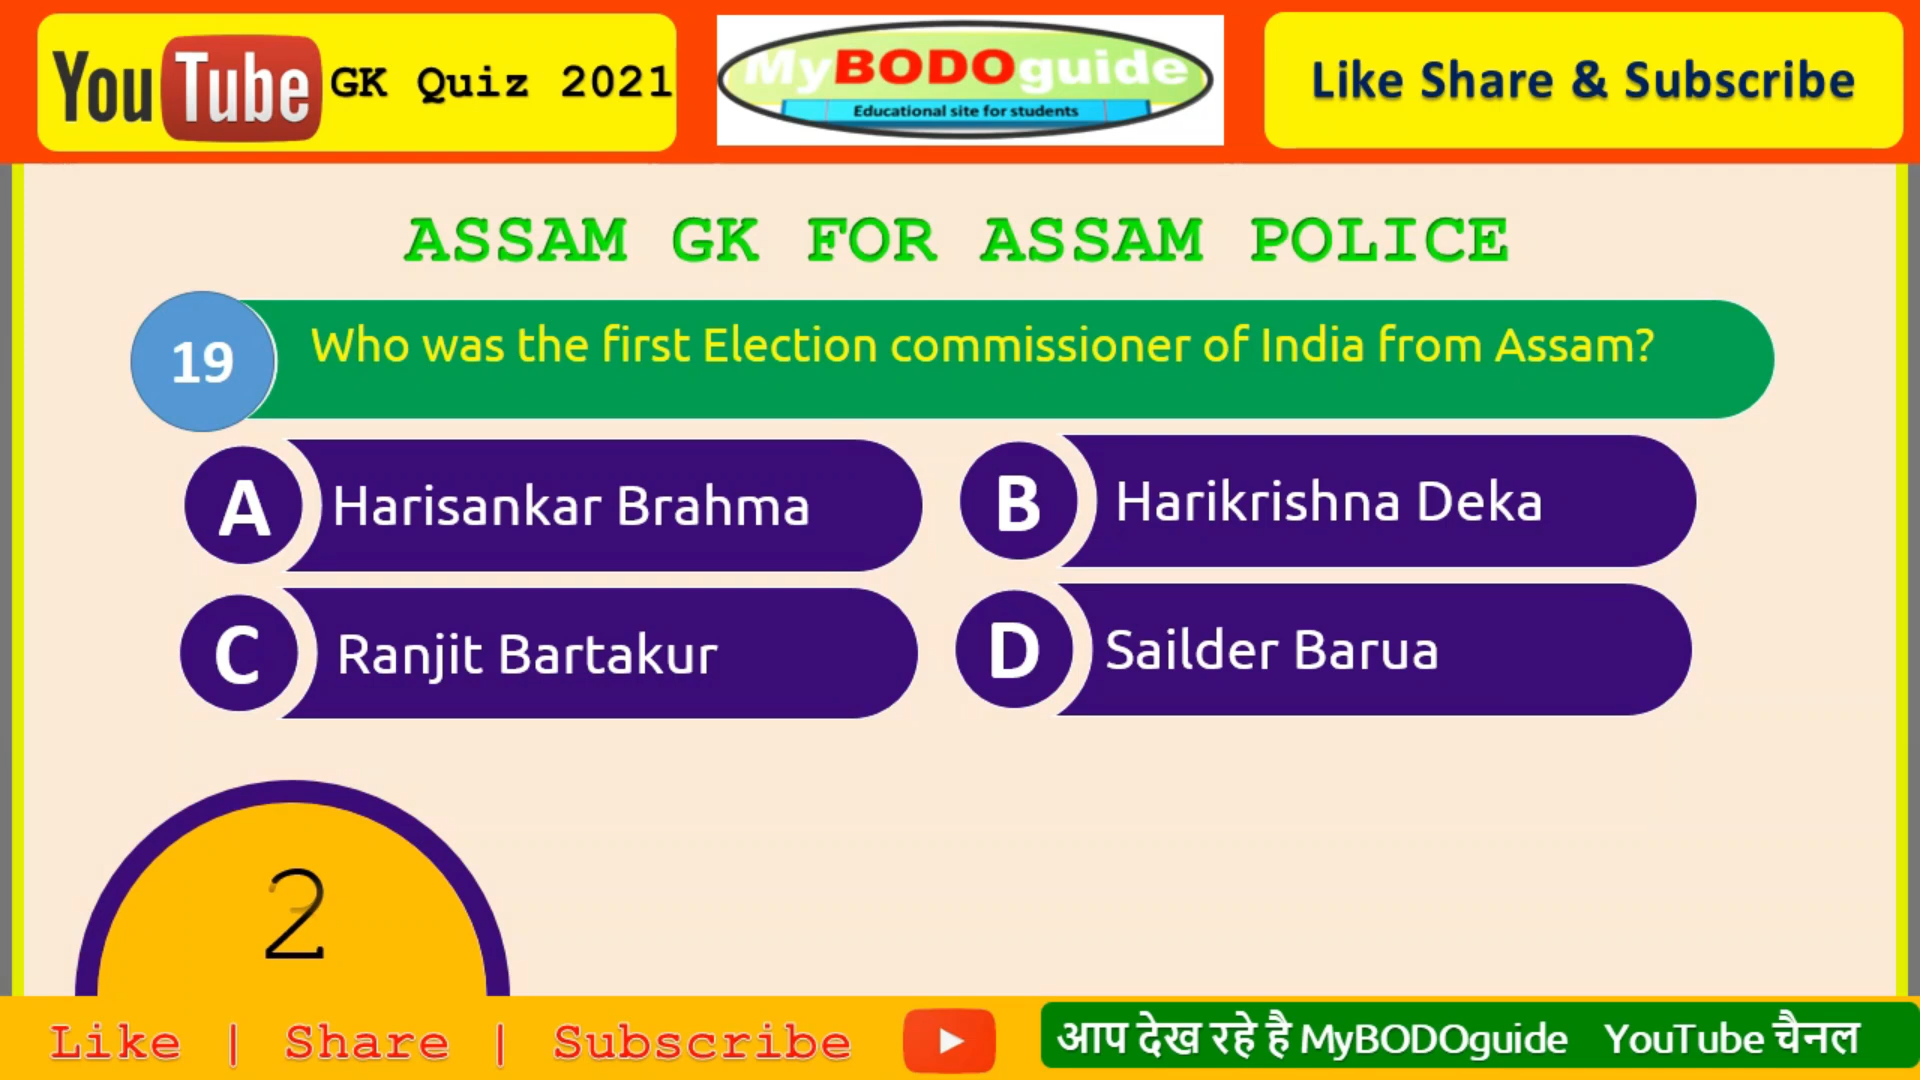 YouTube GK Quiz 2021
MyBODOguide
Educational site for students
Like Share & Subscribe
ASSAM GK FOR ASSAM POLICE
19 Who was the first Election commissioner of India from Assam?
A Harisankar Brahma
B Harikrishna Deka
C Ranjit Bartakur
D Sailder Barua
2
Like | Share | Subscribe
आप देख रहे है MyBODOguide YouTube चैनल